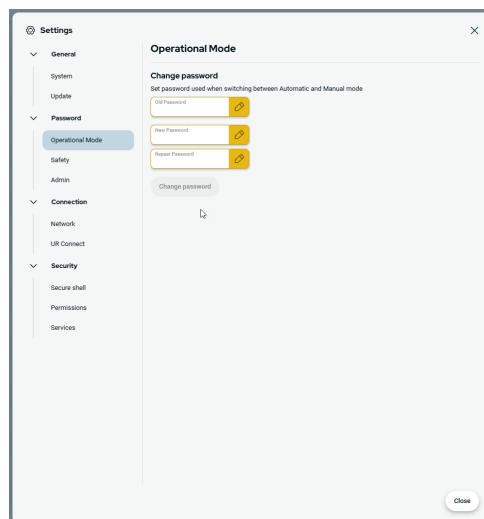 Settings
General
System
Update
Password
Operational Mode
Safety
Admin
Connection
Network
UR Connect
Security
Secure shell
Permissions
Services
Operational Mode
Change password
Set password used when switching between Automatic and Manual mode
Old Password
New Password
Repeat Password
Change password
Close